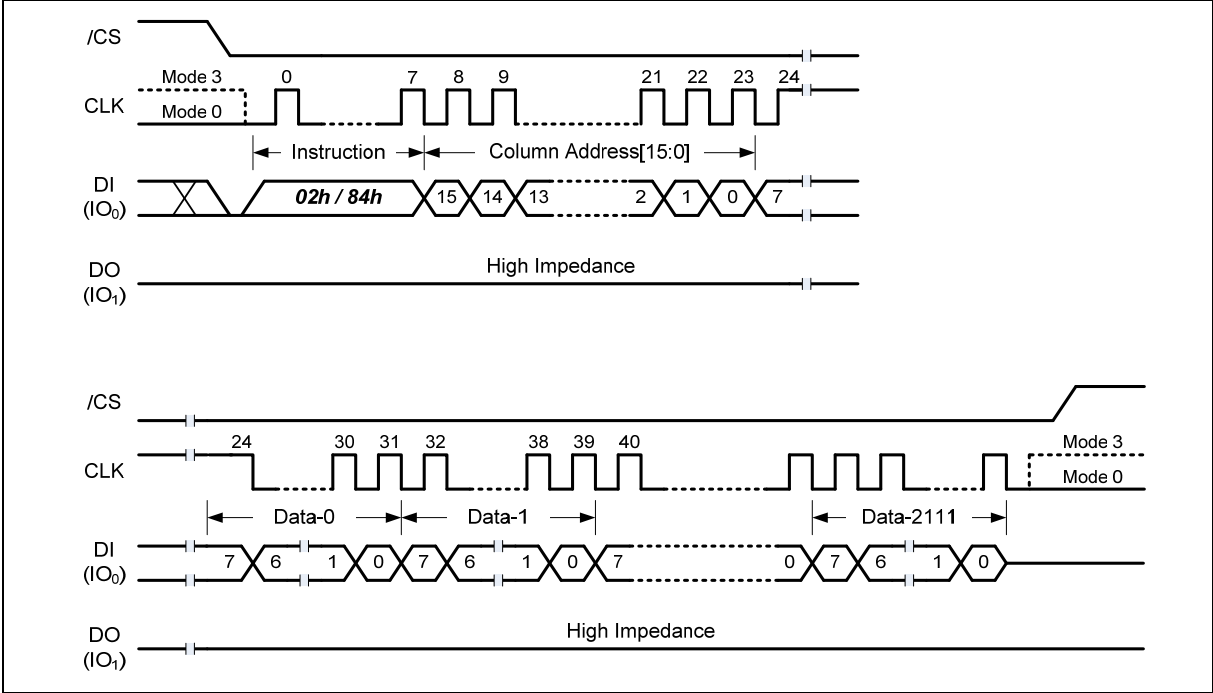 /CS
Mode 3 0 7 8 9 21 22 23 24
CLK
Mode 0
Instruction Column Address[15:0]
DI
(IO₀)
02h / 84h 15 14 13 2 1 0 7
DO
(IO₁)
High Impedance
/CS
24 30 31 32 38 39 40 Mode 3
CLK
Mode 0
Data-0 Data-1 Data-2111
DI
(IO₀)
7 6 1 0 7 6 1 0 7 0 7 6 1 0
DO
(IO₁)
High Impedance